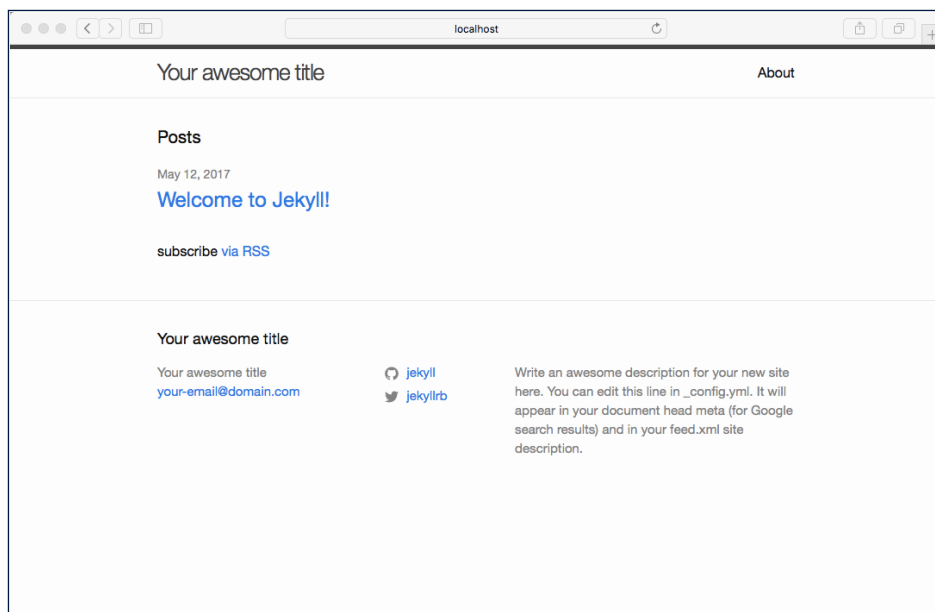 localhost
Your awesome title
About
Posts
May 12, 2017
Welcome to Jekyll!
subscribe via RSS
Your awesome title
Your awesome title
your-email@domain.com
jekyll
jekyllrb
Write an awesome description for your new site
here. You can edit this line in _config.yml. It will
appear in your document head meta (for Google
search results) and in your feed.xml site
description.